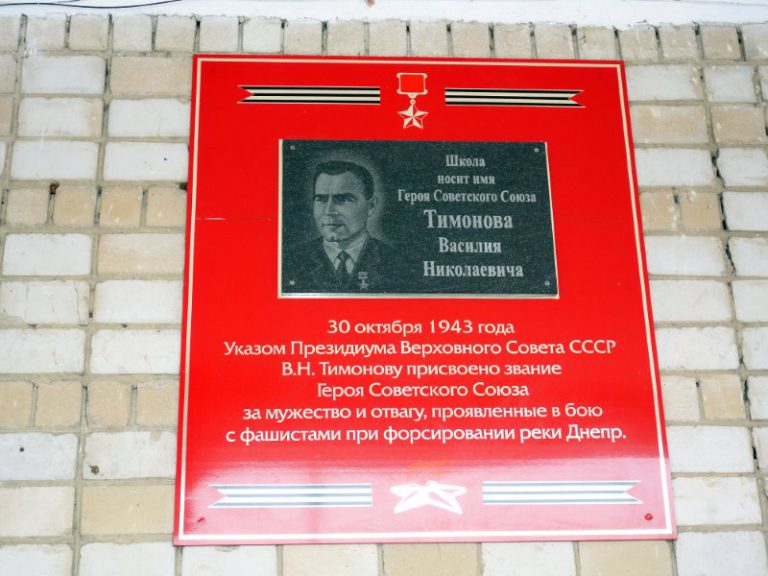 Школа
носит имя
Героя Советского Союза
Тимонова
Василия
Николаевича
30 октября 1943 года
Указом Президиума Верховного Совета СССР
В.Н. Тимонову присвоено звание
Героя Советского Союза
за мужество и отвагу, проявленные в бою
с фашистами при форсировании реки Днепр.